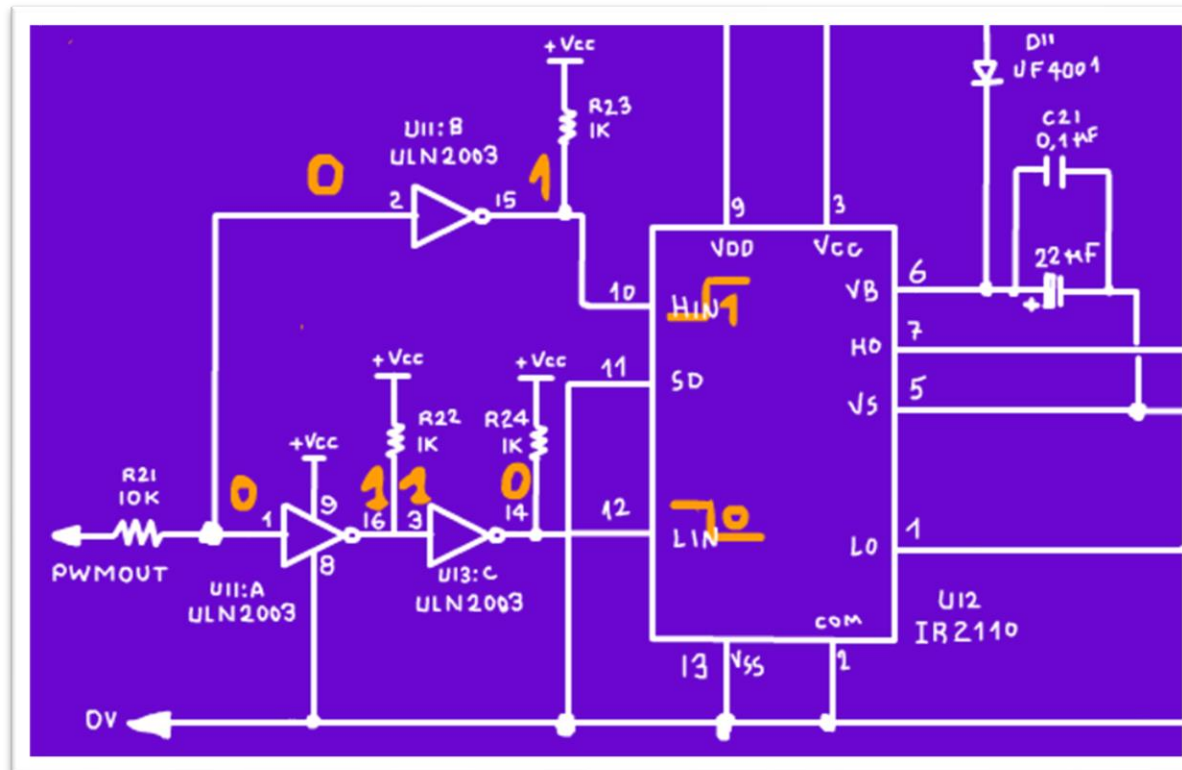 +Vcc
R23
1K
U11:B
ULN2003
0
1
2
15
D11
UF4001
C21
0,1µF
22µF
+
9
3
VDD
VCC
10
HIN
1
VB
6
HO
7
11
SD
VS
5
+Vcc
R22
1K
+Vcc
R24
1K
+Vcc
R21
10K
PWMOUT
0
1
9
8
1 1
16
3
0
14
12
LIN
0
LO
1
U11:A
ULN2003
U13:C
ULN2003
COM
U12
IR2110
13
VSS
2
0V